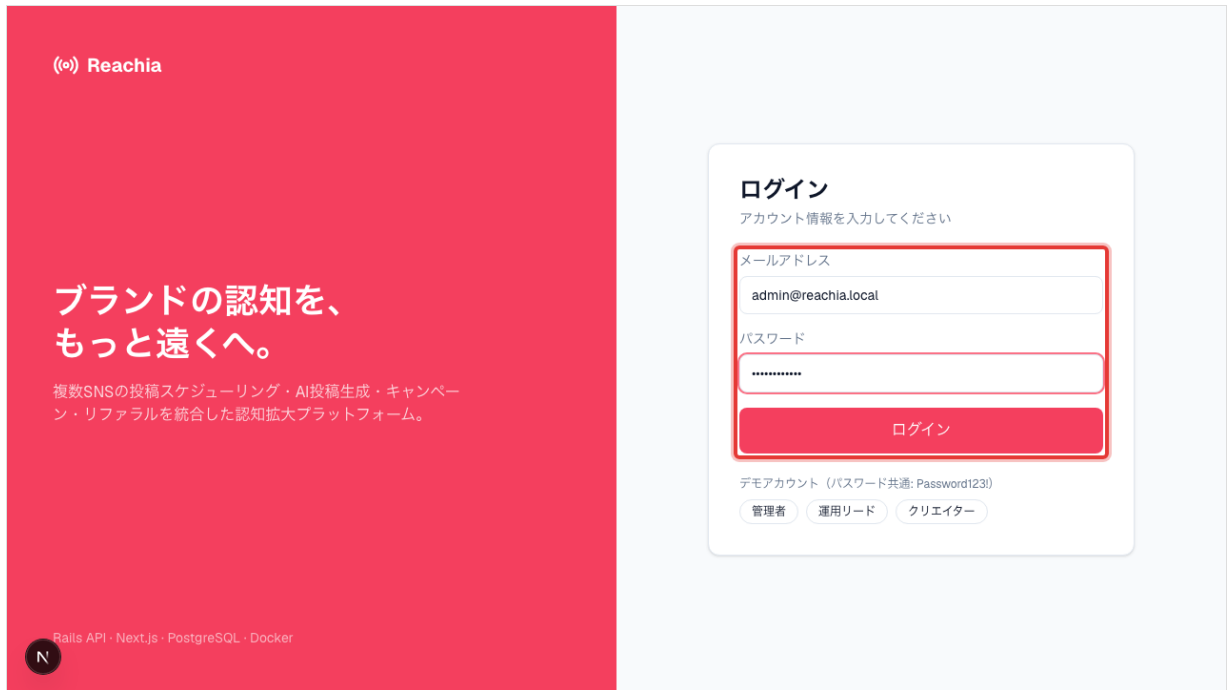 Reachia
ブランドの認知を、
もっと遠くへ。
複数SNSの投稿スケジューリング・AI投稿生成・キャンペー
ン・リファラルを統合した認知拡大プラットフォーム。
Rails API · Next.js · PostgreSQL · Docker
N
ログイン
アカウント情報を入力してください
メールアドレス
admin@reachia.local
パスワード
••••••••••••
ログイン
デモアカウント（パスワード共通: Password123!）
管理者 運用リード クリエイター